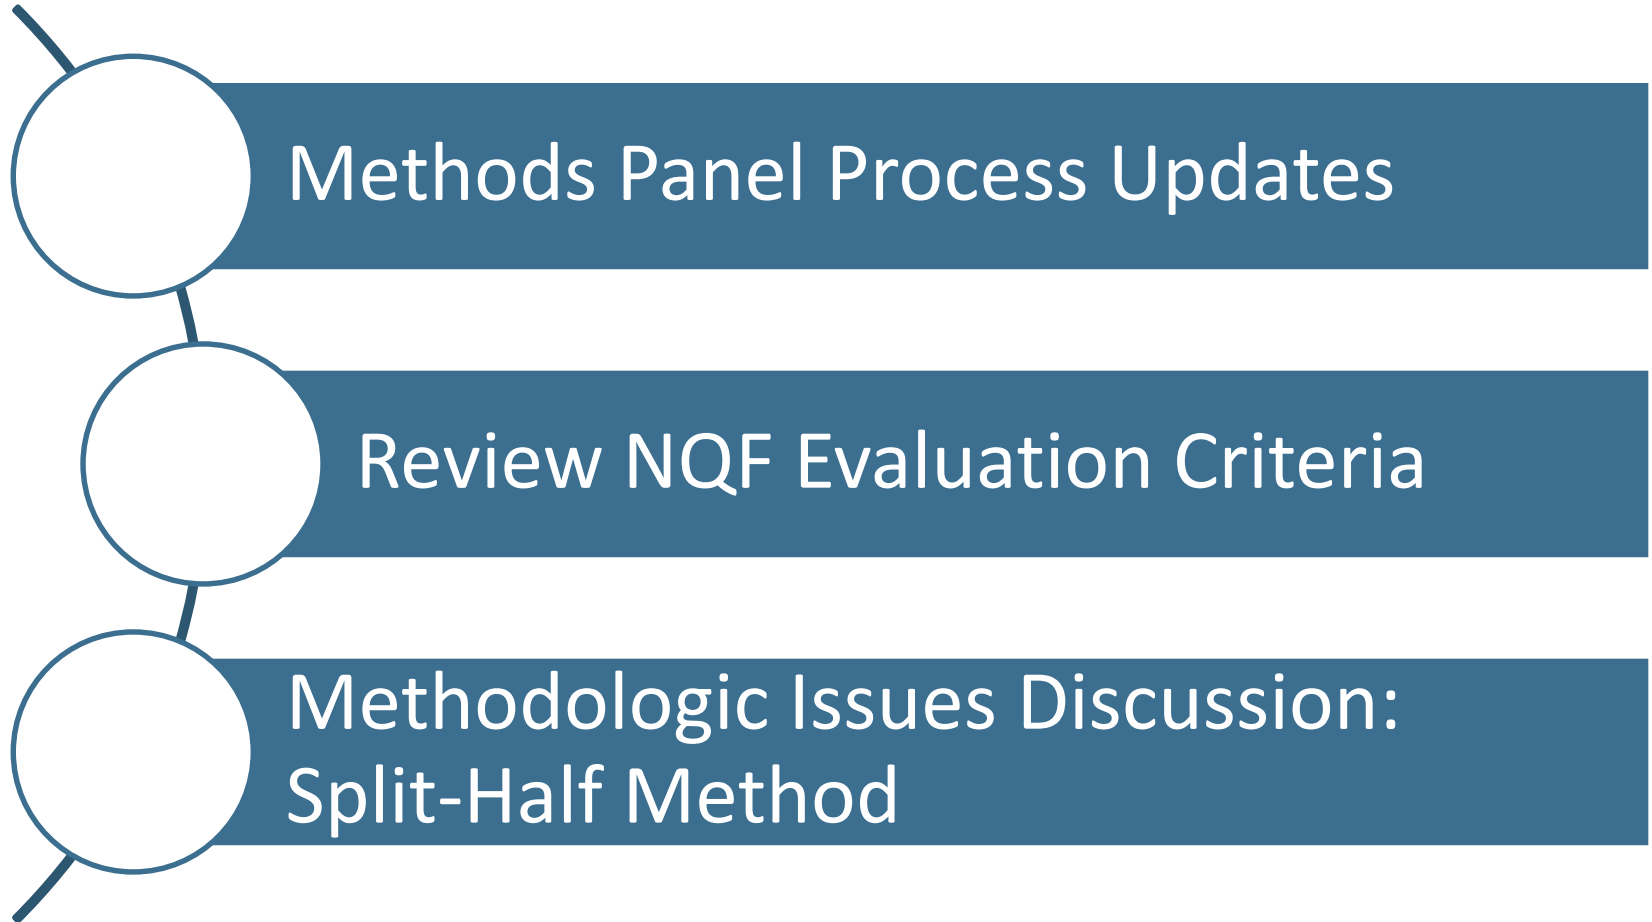 Methods Panel Process Updates
Review NQF Evaluation Criteria
Methodologic Issues Discussion:
Split-Half Method